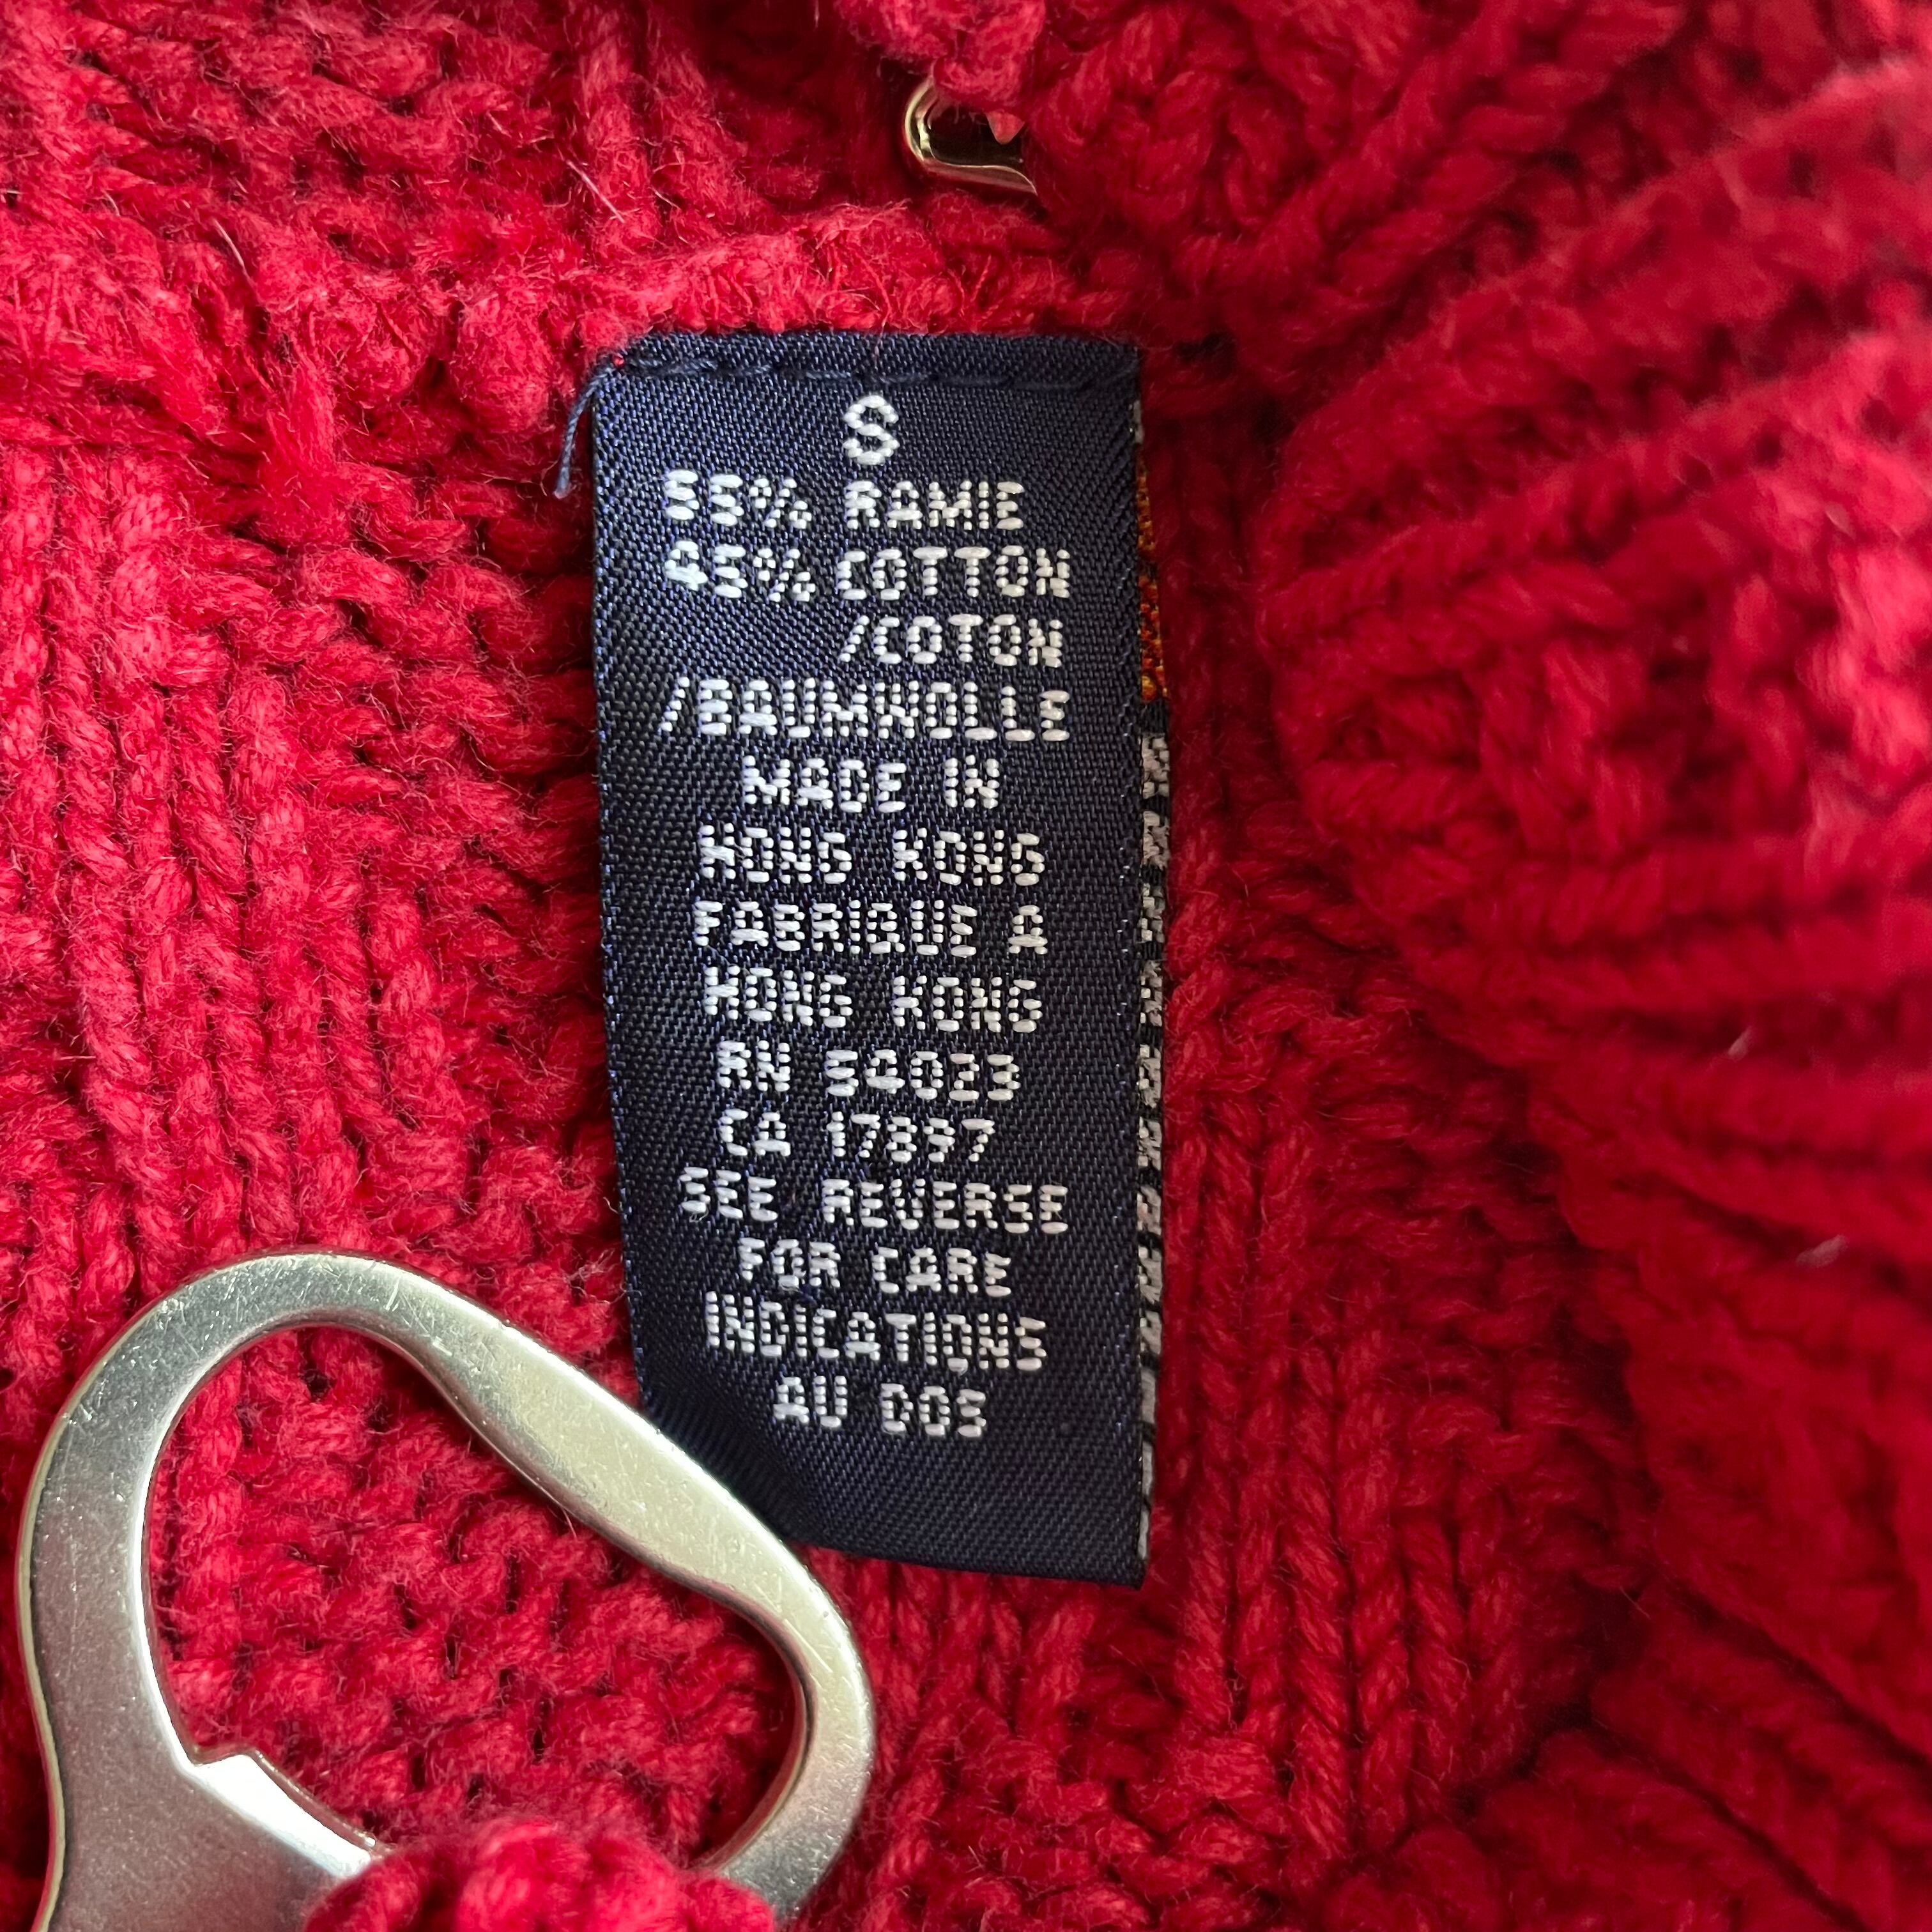 S
55% RAMIE
45% COTTON
/COTON
/BAUMWOLLE
MADE IN
HONG KONG
FABRIQUE A
HONG KONG
RN 54023
CA 17897
SEE REVERSE
FOR CARE
INDICATIONS
AU DOS